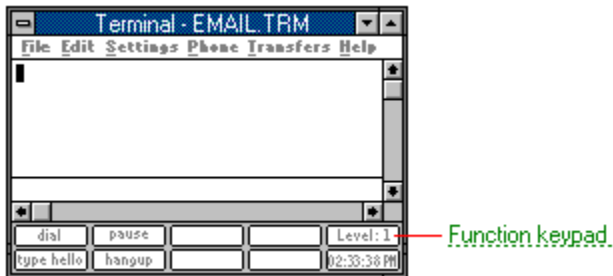 Terminal - EMAIL.TRM
File Edit Settings Phone Transfers Help
dial pause Level: 1 Function keypad
type hello hangup 02:33:38 PM